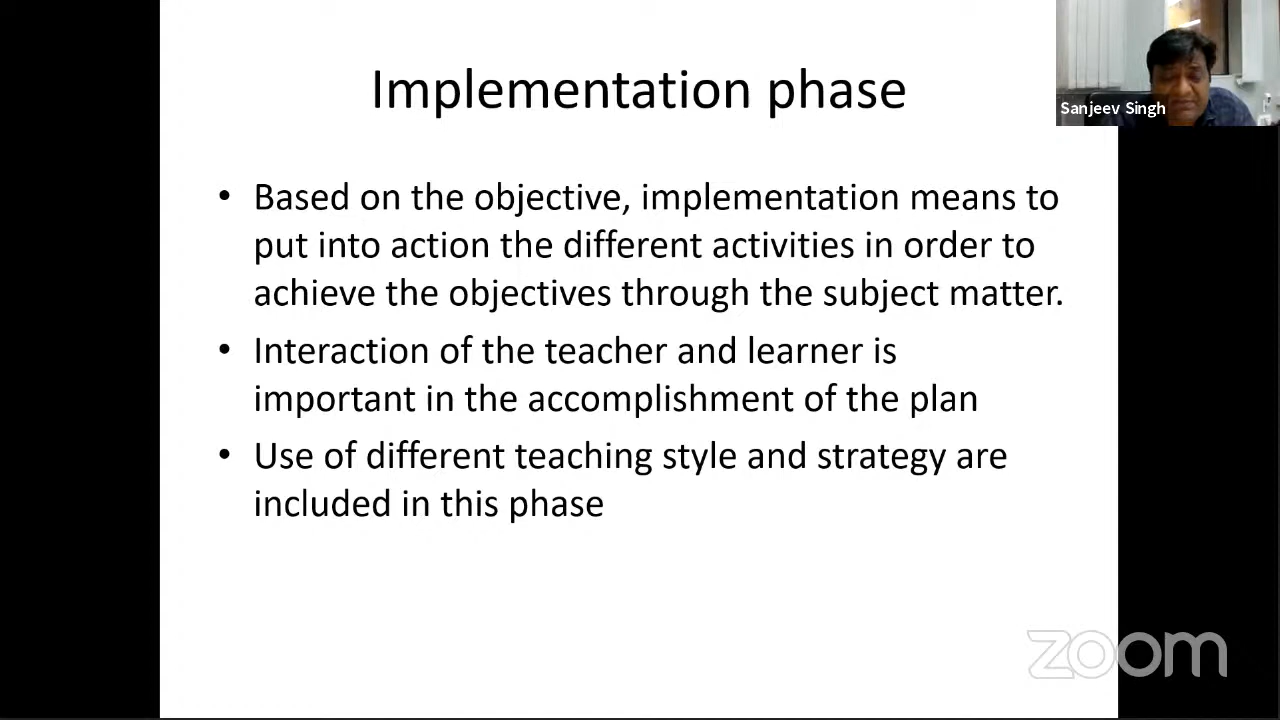 Implementation phase
Sanjeev Singh
• Based on the objective, implementation means to
put into action the different activities in order to
achieve the objectives through the subject matter.
• Interaction of the teacher and learner is
important in the accomplishment of the plan
• Use of different teaching style and strategy are
included in this phase
zoom